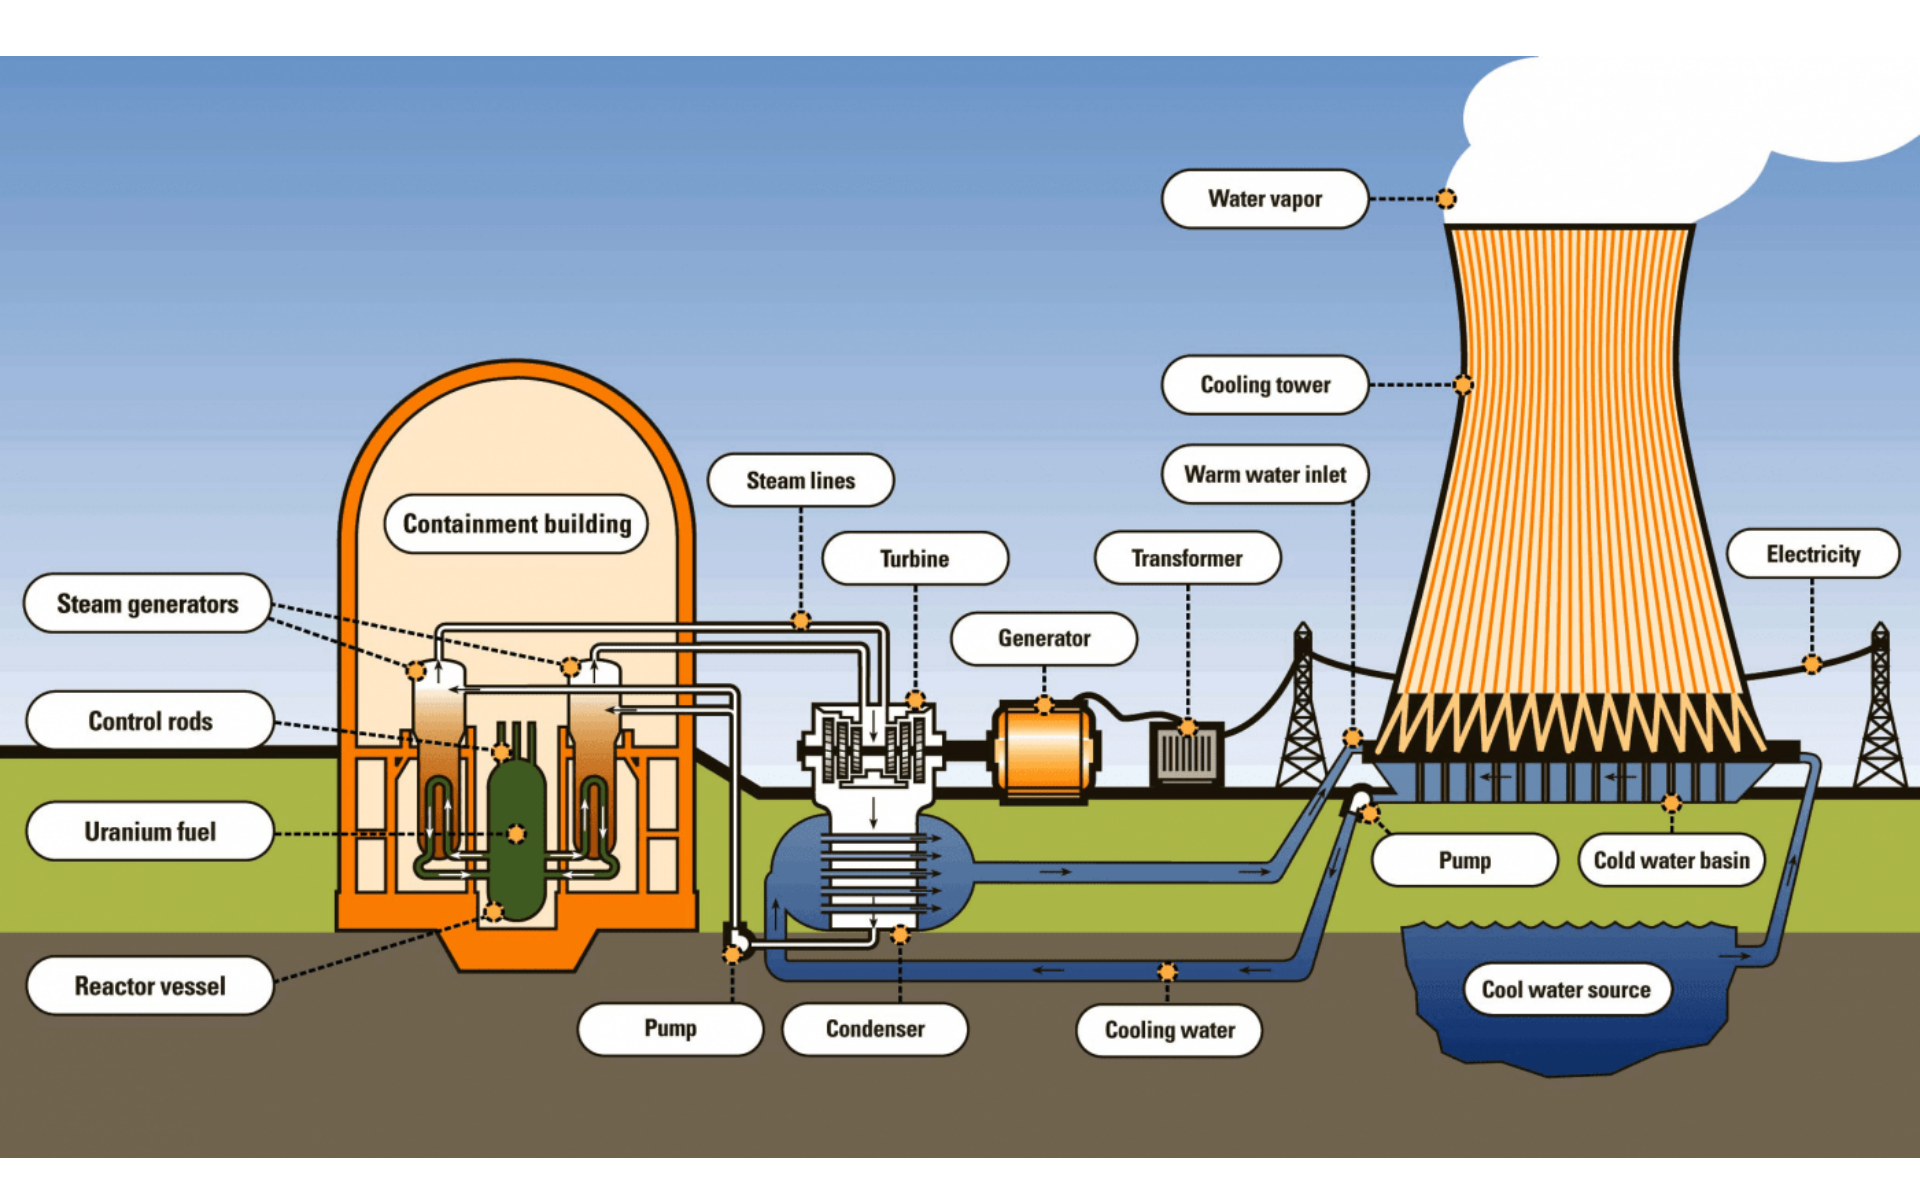 Water vapor
Cooling tower
Steam lines
Warm water inlet
Containment building
Turbine
Transformer
Electricity
Steam generators
Generator
Control rods
Uranium fuel
Pump
Cold water basin
Reactor vessel
Cool water source
Pump
Condenser
Cooling water